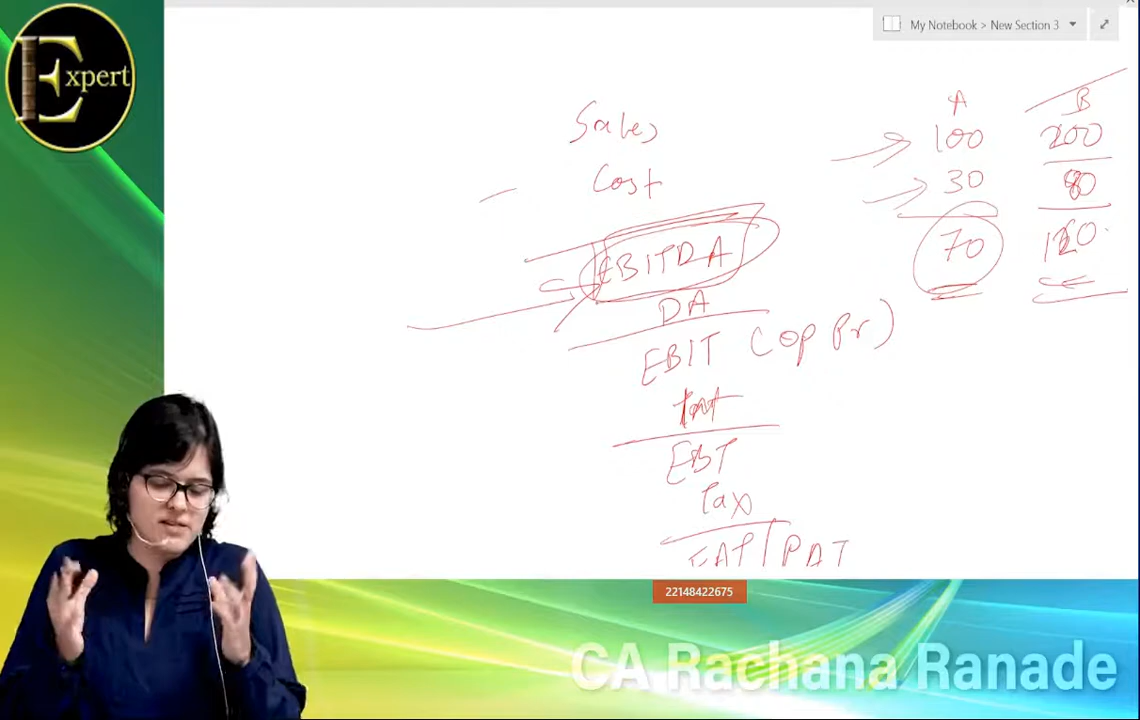 Expert
My Notebook > New Section 3
A B
Sales 100 200
Cost 30 80
EBITDA 70 120
DA
EBIT (op Pr)
Int
EBT
Tax
EAT | PAT
22148422675
CA Rachana Ranade